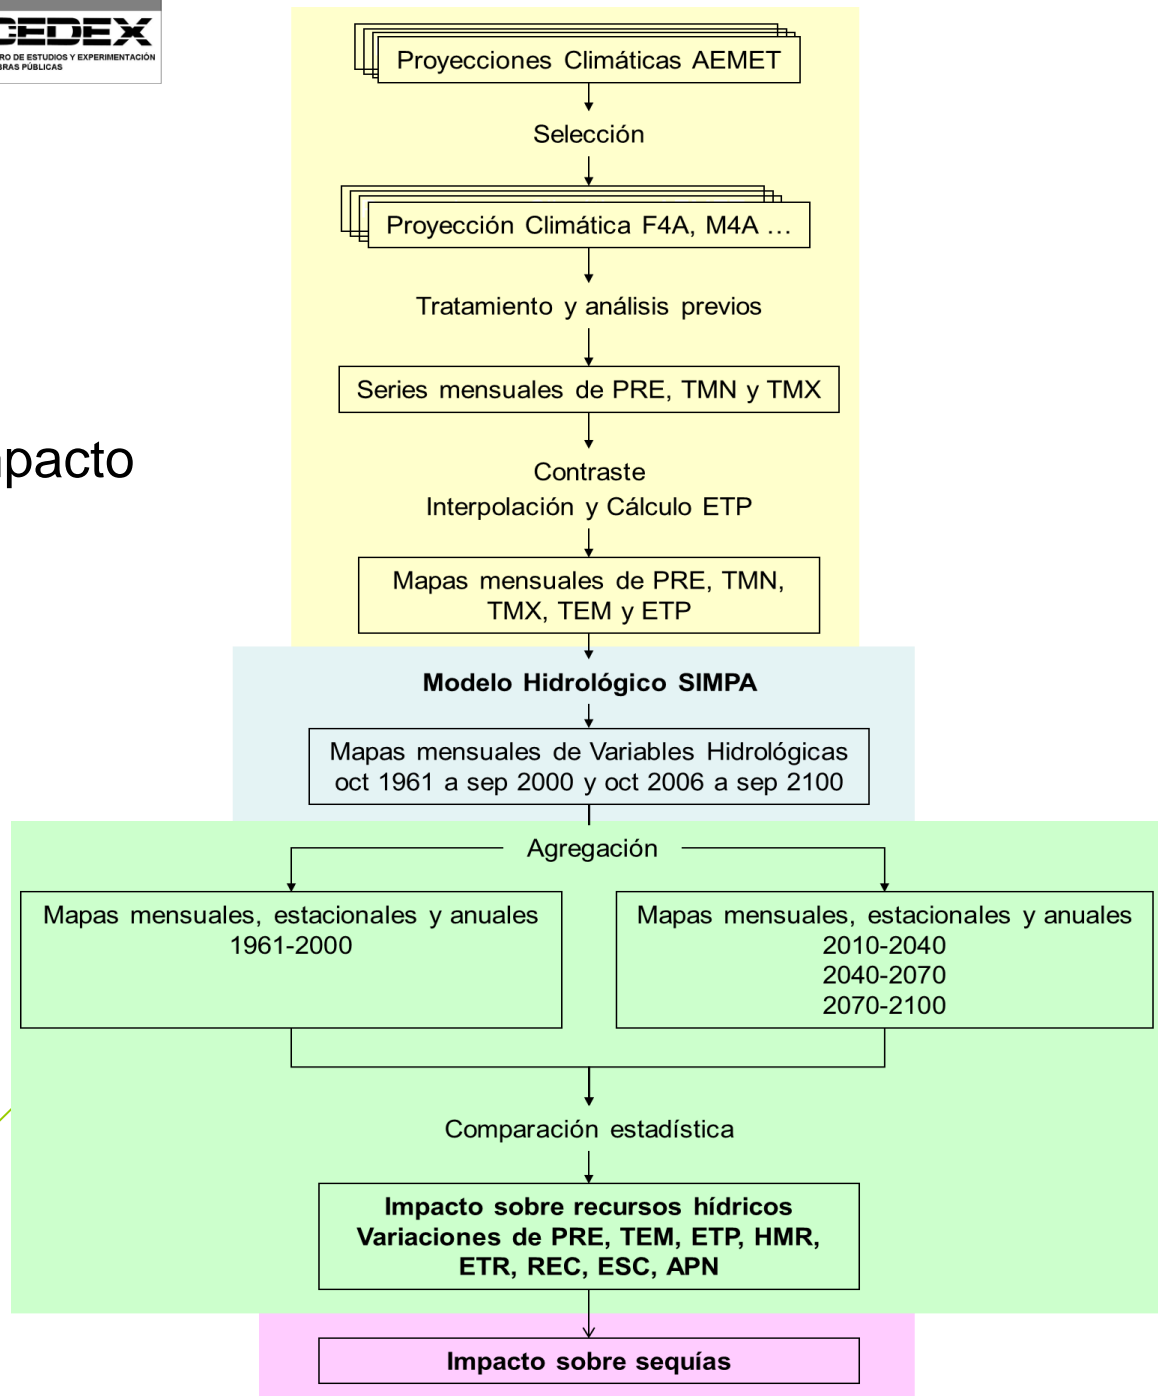 CEDEX
RO DE ESTUDIOS Y EXPERIMENTACIÓN
BRAS PÚBLICAS
Proyecciones Climáticas AEMET
Selección
Proyección Climática F4A, M4A ...
Tratamiento y análisis previos
Series mensuales de PRE, TMN y TMX
pacto
Contraste
Interpolación y Cálculo ETP
Mapas mensuales de PRE, TMN,
TMX, TEM y ETP
Modelo Hidrológico SIMPA
Mapas mensuales de Variables Hidrológicas
oct 1961 a sep 2000 y oct 2006 a sep 2100
Agregación
Mapas mensuales, estacionales y anuales
1961-2000
Mapas mensuales, estacionales y anuales
2010-2040
2040-2070
2070-2100
Comparación estadística
Impacto sobre recursos hídricos
Variaciones de PRE, TEM, ETP, HMR,
ETR, REC, ESC, APN
Impacto sobre sequías